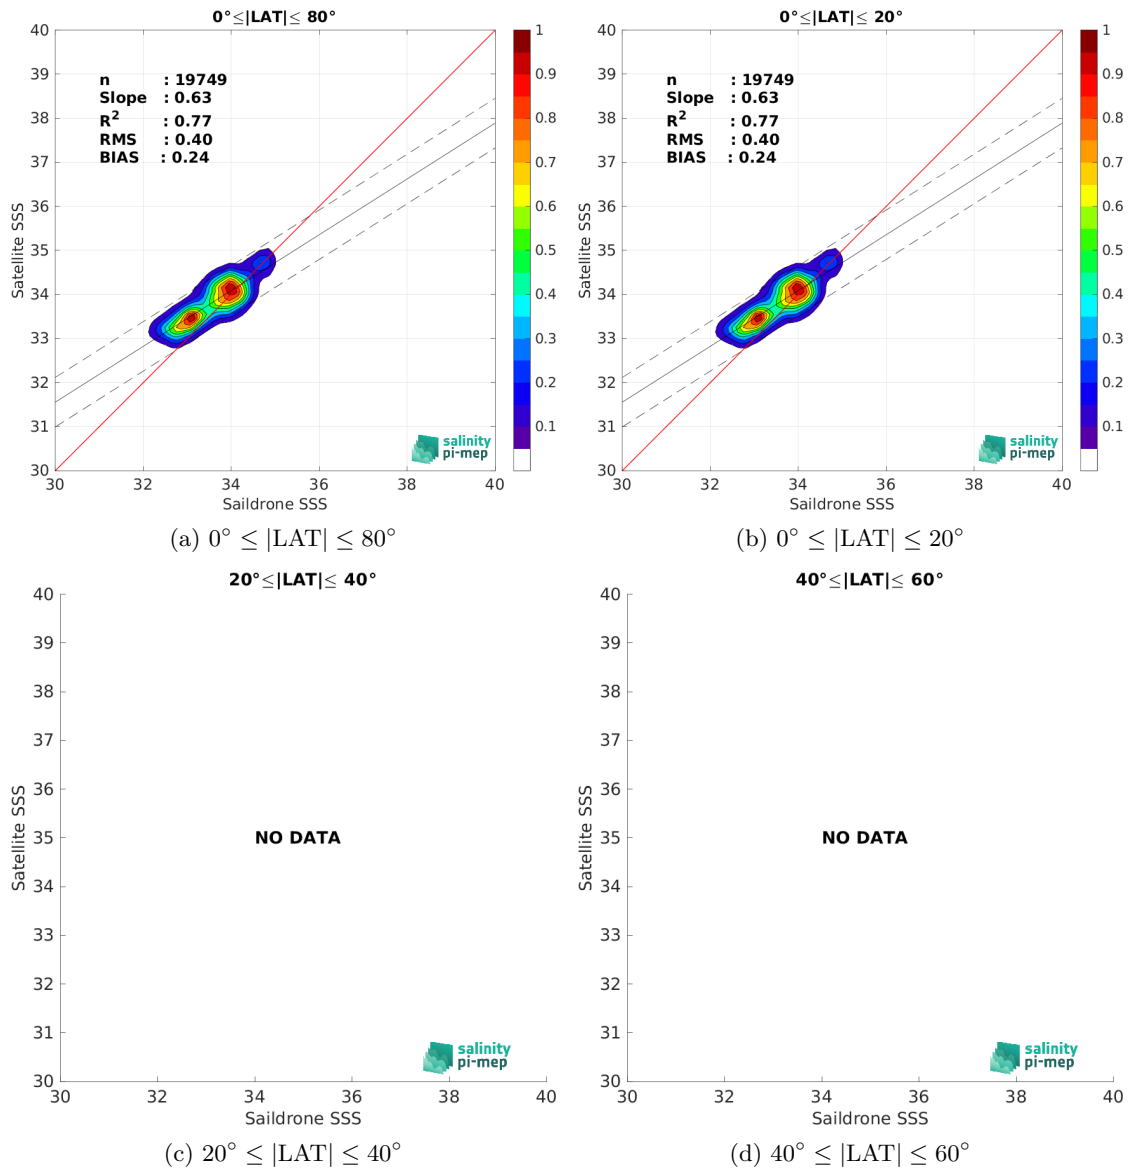 0°≤|LAT|≤ 80°
40
39
38
37
36
35
34
33
32
31
30
Satellite SSS
n : 19749
Slope : 0.63
R² : 0.77
RMS : 0.40
BIAS : 0.24
salinity
pi-mep
30 32 34 36 38 40
Saildrone SSS
1
0.9
0.8
0.7
0.6
0.5
0.4
0.3
0.2
0.1
(a) 0° ≤ |LAT| ≤ 80°
0°≤|LAT|≤ 20°
40
39
38
37
36
35
34
33
32
31
30
Satellite SSS
n : 19749
Slope : 0.63
R² : 0.77
RMS : 0.40
BIAS : 0.24
salinity
pi-mep
30 32 34 36 38 40
Saildrone SSS
1
0.9
0.8
0.7
0.6
0.5
0.4
0.3
0.2
0.1
(b) 0° ≤ |LAT| ≤ 20°
20°≤|LAT|≤ 40°
40
39
38
37
36
35
34
33
32
31
30
Satellite SSS
NO DATA
salinity
pi-mep
30 32 34 36 38 40
Saildrone SSS
(c) 20° ≤ |LAT| ≤ 40°
40°≤|LAT|≤ 60°
40
39
38
37
36
35
34
33
32
31
30
Satellite SSS
NO DATA
salinity
pi-mep
30 32 34 36 38 40
Saildrone SSS
(d) 40° ≤ |LAT| ≤ 60°